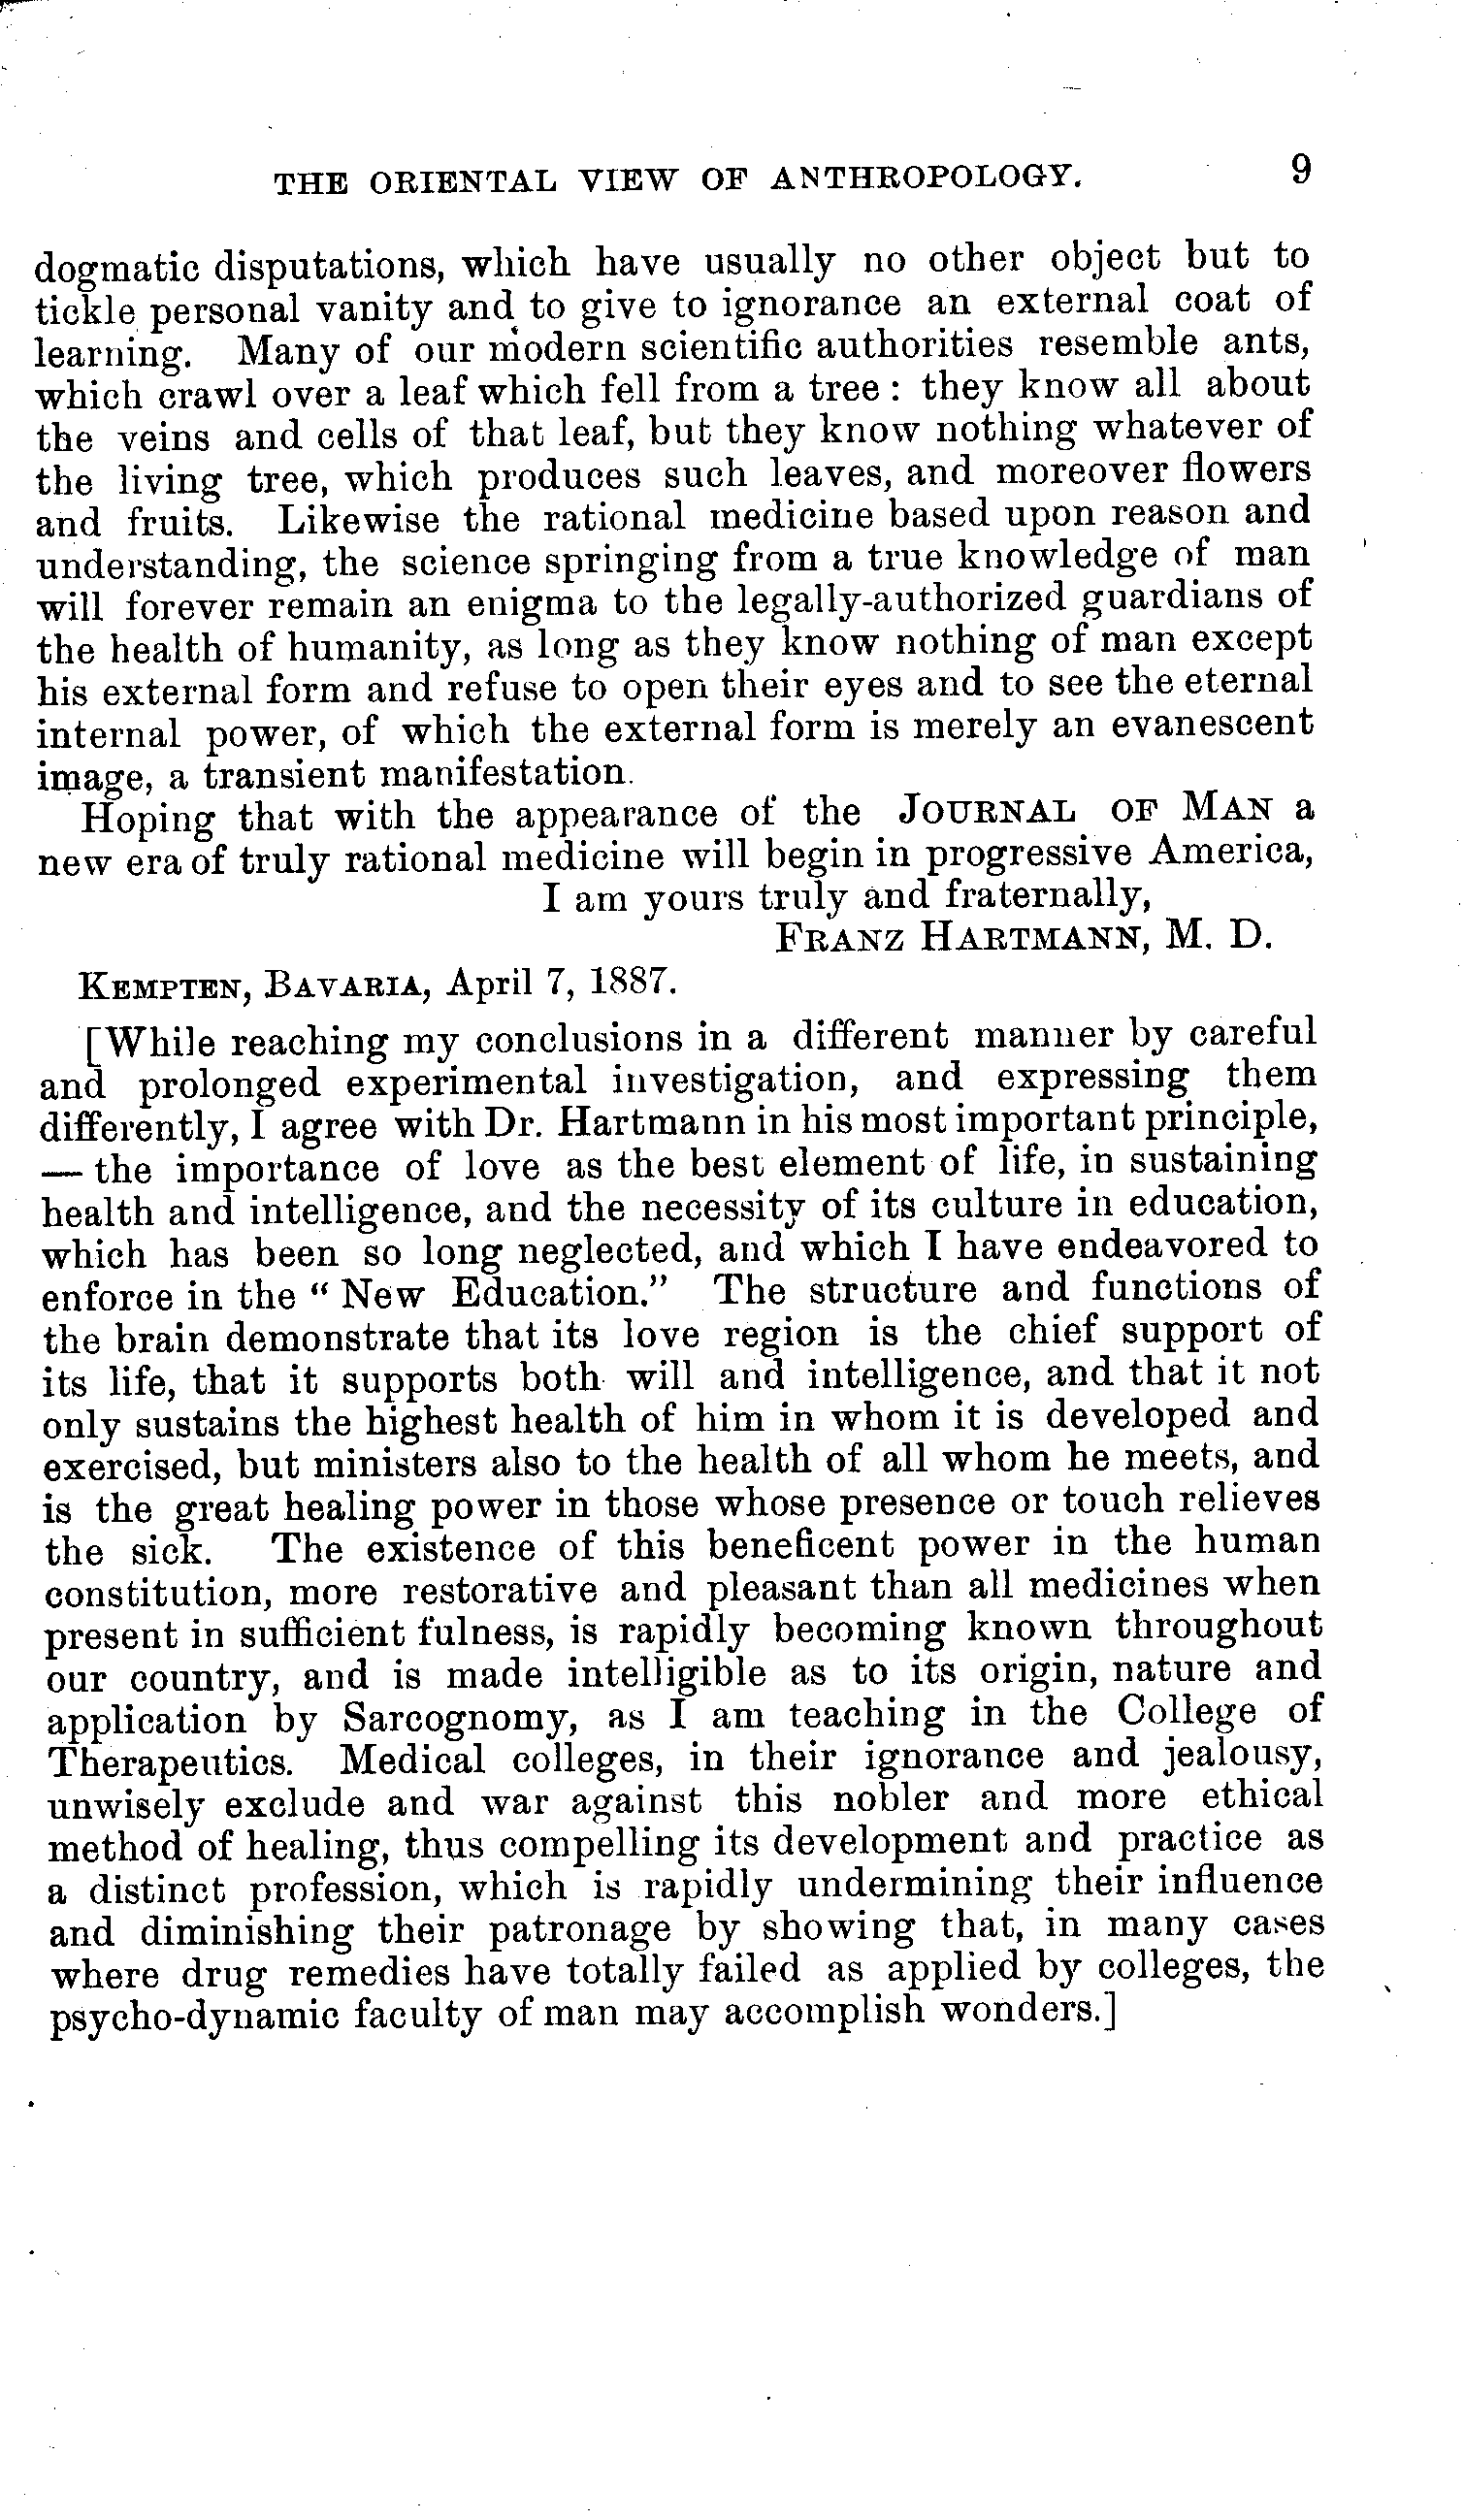 THE ORIENTAL VIEW OF ANTHROPOLOGY. 9
dogmatic disputations, which have usually no other object but to
tickle personal vanity and to give to ignorance an external coat of
learning. Many of our modern scientific authorities resemble ants,
which crawl over a leaf which fell from a tree : they know all about
the veins and cells of that leaf, but they know nothing whatever of
the living tree, which produces such leaves, and moreover flowers
and fruits. Likewise the rational medicine based upon reason and
understanding, the science springing from a true knowledge of man
will forever remain an enigma to the legally-authorized guardians of
the health of humanity, as long as they know nothing of man except
his external form and refuse to open their eyes and to see the eternal
internal power, of which the external form is merely an evanescent
image, a transient manifestation.
Hoping that with the appearance of the JOURNAL OF MAN a
new era of truly rational medicine will begin in progressive America,
I am yours truly and fraternally,
FRANZ HARTMANN, M. D.
KEMPTEN, BAVARIA, April 7, 1887.
[While reaching my conclusions in a different manner by careful
and prolonged experimental investigation, and expressing them
differently, I agree with Dr. Hartmann in his most important principle,
— the importance of love as the best element of life, in sustaining
health and intelligence, and the necessity of its culture in education,
which has been so long neglected, and which I have endeavored to
enforce in the " New Education." The structure and functions of
the brain demonstrate that its love region is the chief support of
its life, that it supports both will and intelligence, and that it not
only sustains the highest health of him in whom it is developed and
exercised, but ministers also to the health of all whom he meets, and
is the great healing power in those whose presence or touch relieves
the sick. The existence of this beneficent power in the human
constitution, more restorative and pleasant than all medicines when
present in sufficient fulness, is rapidly becoming known throughout
our country, and is made intelligible as to its origin, nature and
application by Sarcognomy, as I am teaching in the College of
Therapeutics. Medical colleges, in their ignorance and jealousy,
unwisely exclude and war against this nobler and more ethical
method of healing, thus compelling its development and practice as
a distinct profession, which is rapidly undermining their influence
and diminishing their patronage by showing that, in many cases
where drug remedies have totally failed as applied by colleges, the
psycho-dynamic faculty of man may accomplish wonders.]